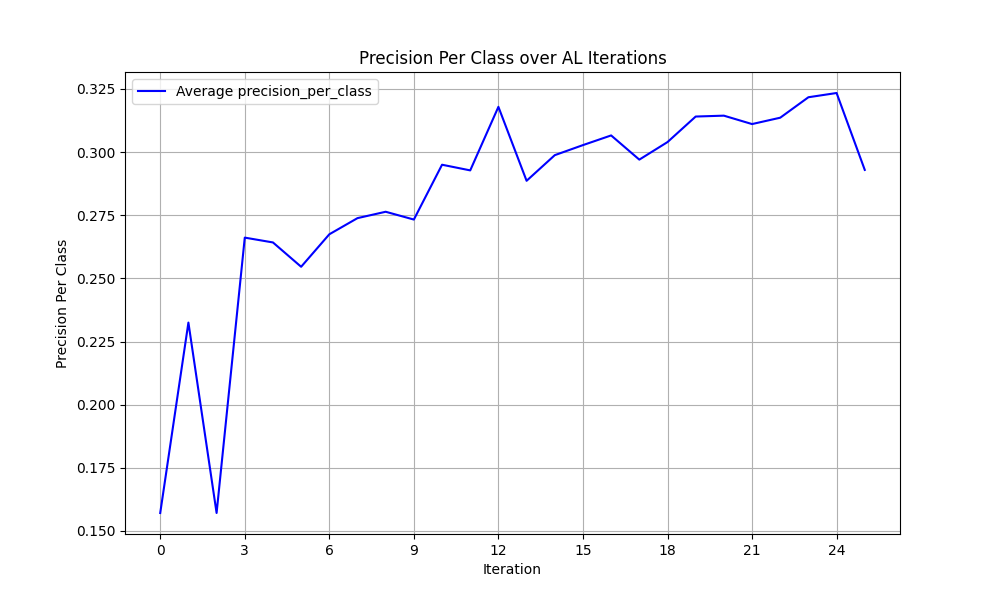 Precision Per Class over AL Iterations
Average precision_per_class
0.325
0.300
0.275
0.250
0.225
0.200
0.175
0.150
Precision Per Class
0 3 6 9 12 15 18 21 24
Iteration